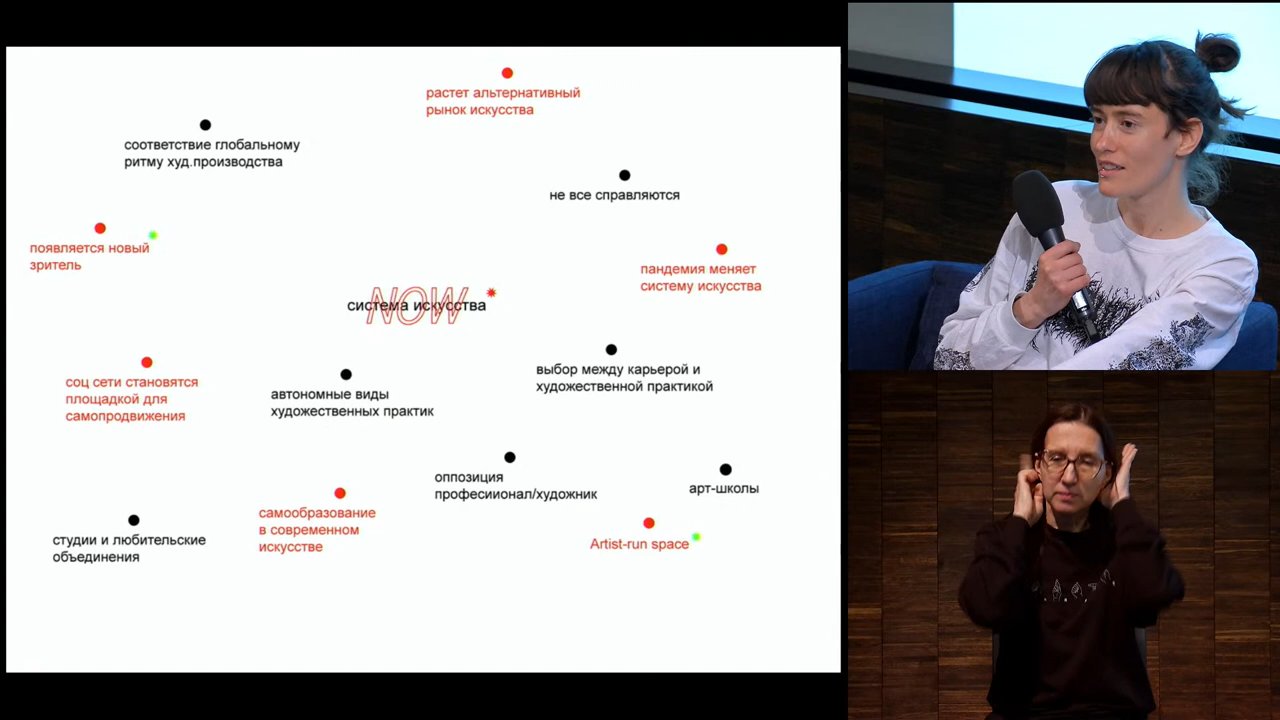 растет альтернативный
рынок искусства
соответствие глобальному
ритму худ.производства
не все справляются
появляется новый
зритель
пандемия меняет
систему искусства
система искусства
NOW
выбор между карьерой и
художественной практикой
соц сети становятся
площадкой для
самопродвижения
автономные виды
художественных практик
оппозиция
професиионал/художник
арт-школы
самообразование
в современном
искусстве
студии и любительские
объединения
Artist-run space